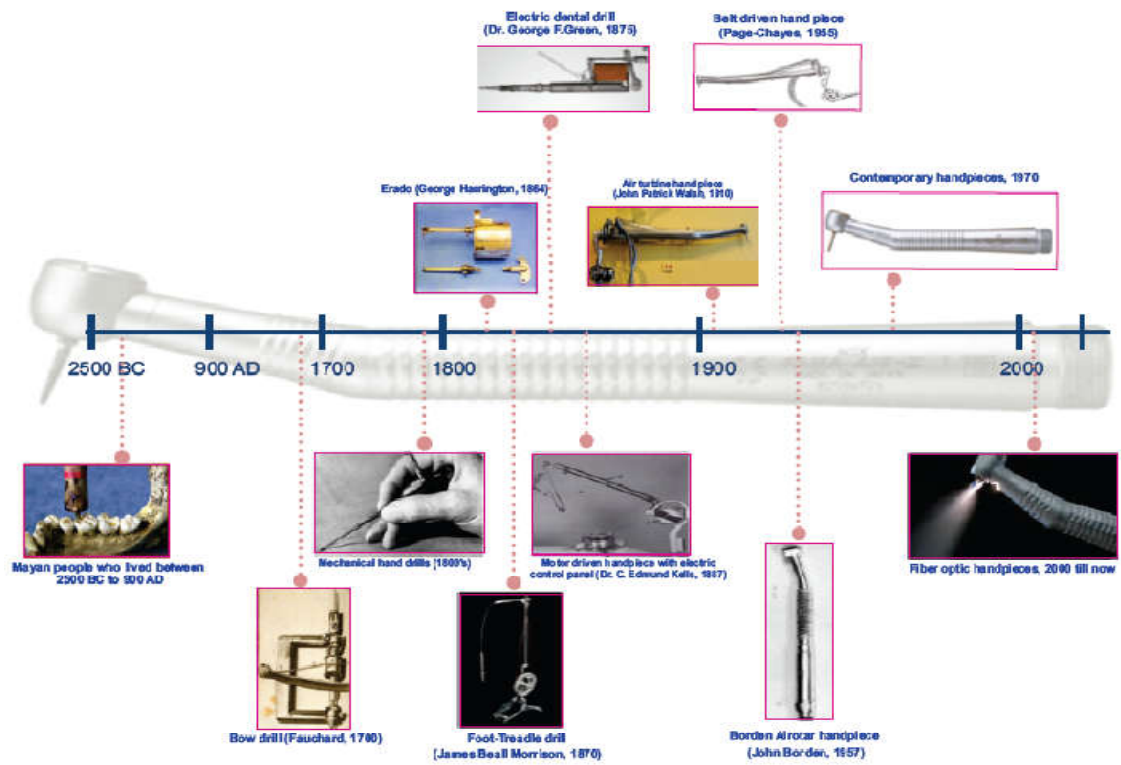 Electric dental drill
(Dr. George F.Green, 1875)
Belt driven hand piece
(Page-Chayes, 1955)
Erado (George Harrington, 1864)
Air turbine handpiece
(John Patrick Walsh, 1910)
Contemporary handpieces, 1970
2500 BC
900 AD
1700
1800
1900
2000
Mayan people who lived between
2500 BC to 900 AD
Mechanical hand drills (1800's)
Motor driven handpiece with electric
control panel (Dr. C. Edmund Kells, 1887)
Fiber optic handpieces, 2000 till now
Bow drill (Fauchard, 1700)
Foot-Treadle drill
(James Beall Morrison, 1870)
Borden Airotar handpiece
(John Borden, 1957)